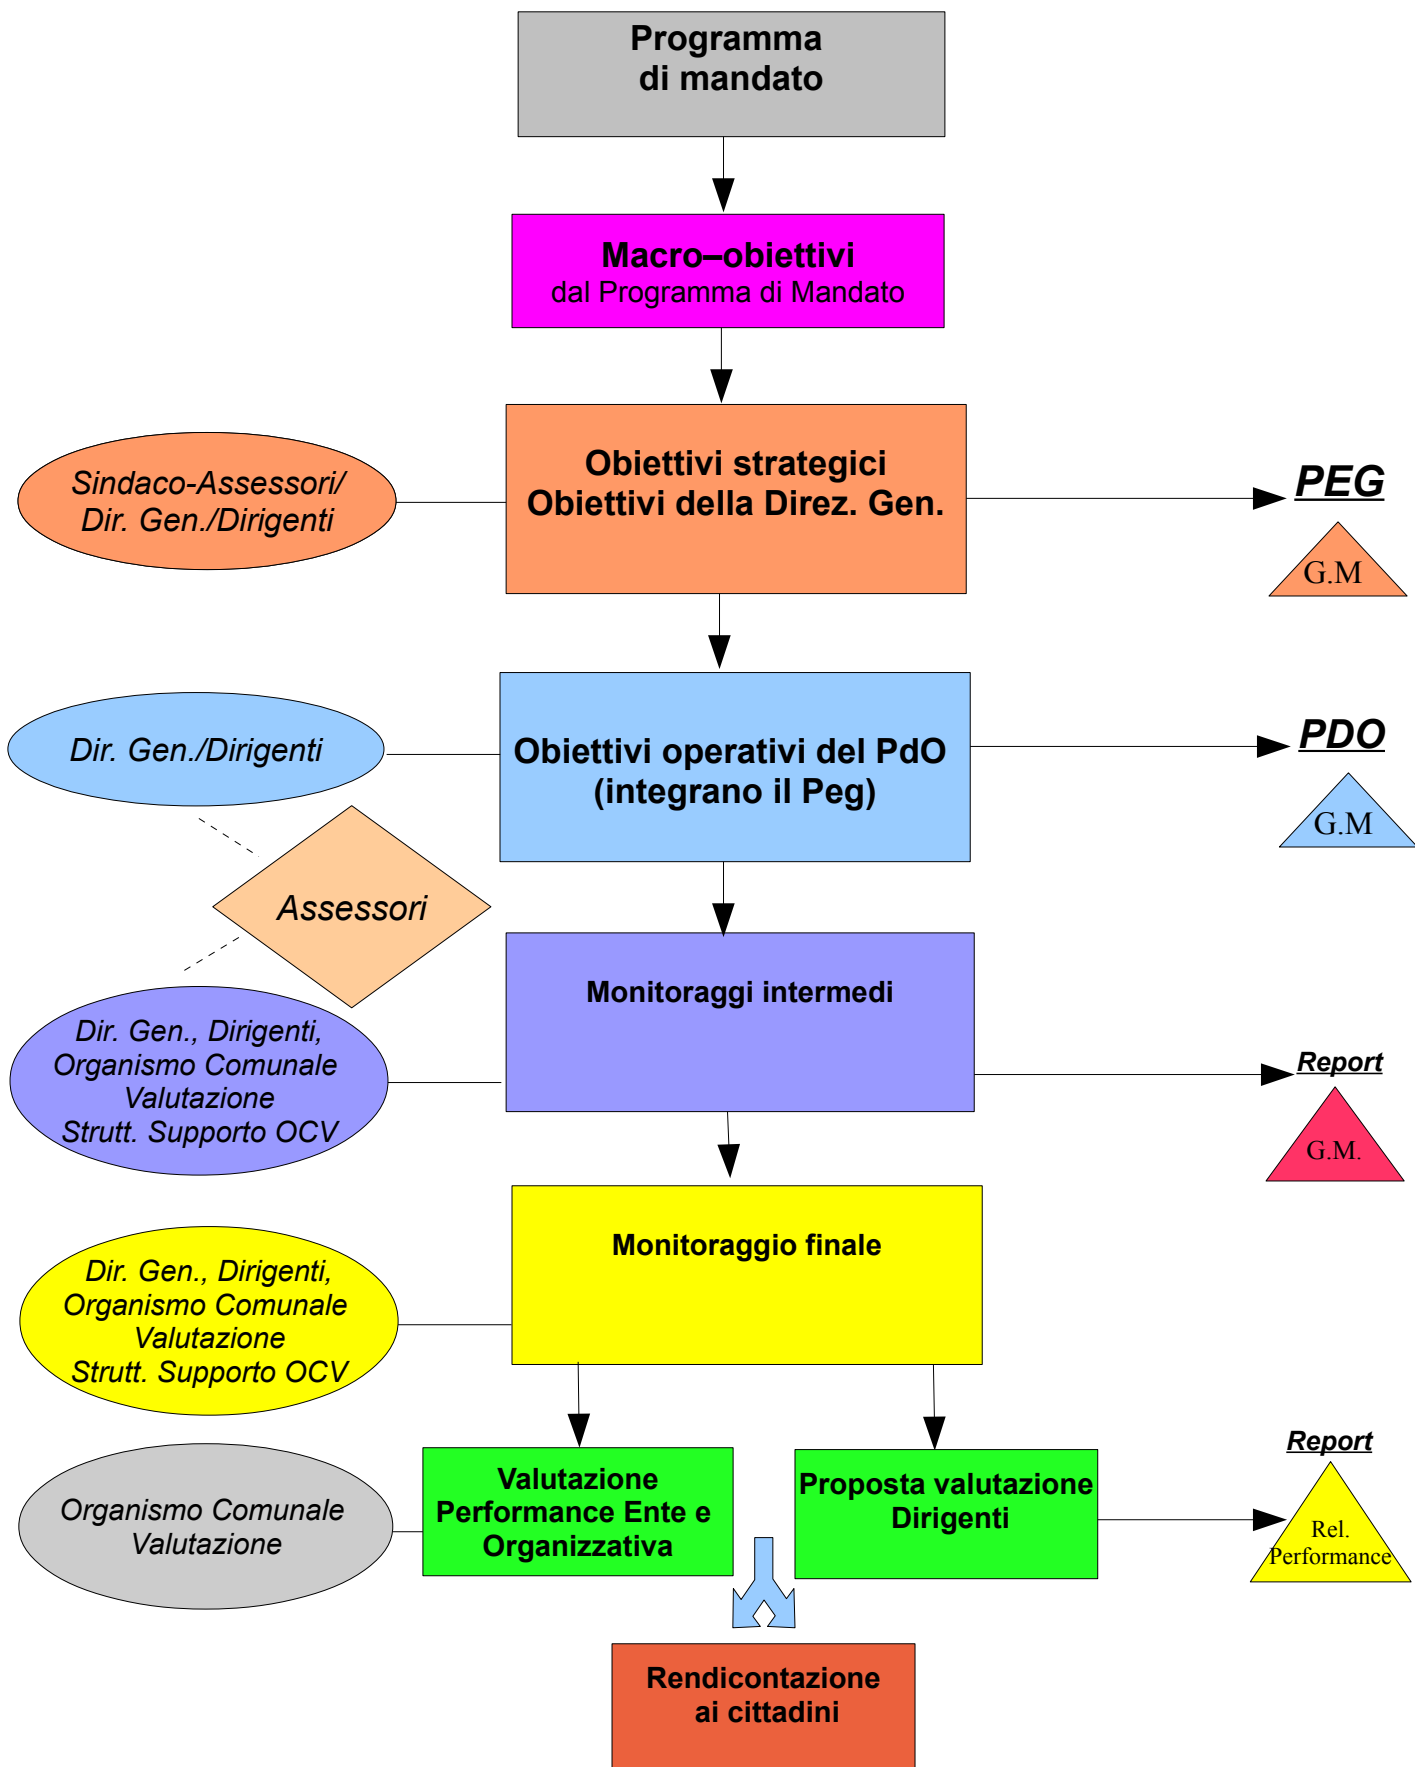 Programma
di mandato
Macro–obiettivi
dal Programma di Mandato
Sindaco-Assessori/
Dir. Gen./Dirigenti
Obiettivi strategici
Obiettivi della Direz. Gen.
PEG
G.M
Dir. Gen./Dirigenti
Obiettivi operativi del PdO
(integrano il Peg)
PDO
G.M
Assessori
Dir. Gen., Dirigenti,
Organismo Comunale
Valutazione
Strutt. Supporto OCV
Monitoraggi intermedi
Report
G.M.
Dir. Gen., Dirigenti,
Organismo Comunale
Valutazione
Strutt. Supporto OCV
Monitoraggio finale
Organismo Comunale
Valutazione
Valutazione
Performance Ente e
Organizzativa
Proposta valutazione
Dirigenti
Report
Rel.
Performance
Rendicontazione
ai cittadini